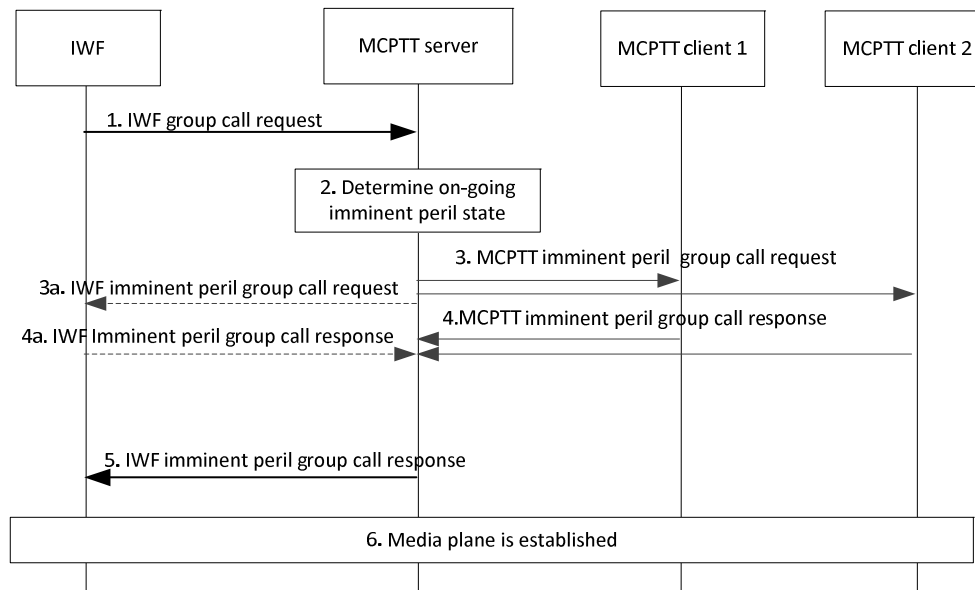 IWF
MCPTT server
MCPTT client 1
MCPTT client 2
1. IWF group call request
2. Determine on-going
imminent peril state
3. MCPTT imminent peril group call request
3a. IWF imminent peril group call request
4.MCPTT imminent peril group call response
4a. IWF Imminent peril group call response
5. IWF imminent peril group call response
6. Media plane is established